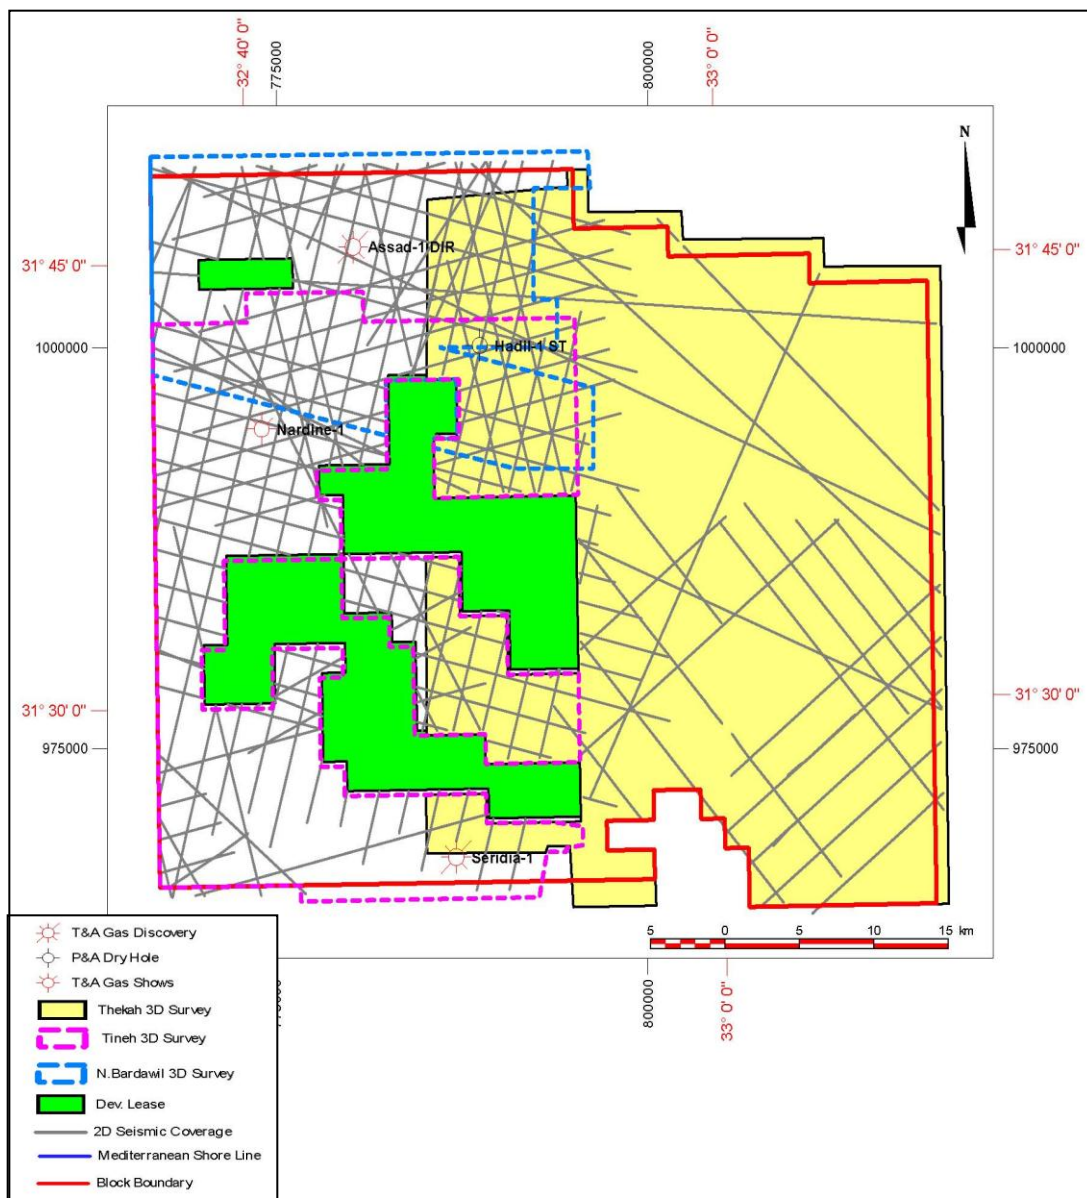 32° 40' 0"
775000
800000
33° 0' 0"
N
Assad-1 DIR
31° 45' 0"
31° 45' 0"
1000000
Hadil-1 ST
1000000
Nardine-1
31° 30' 0"
31° 30' 0"
975000
975000
Seridia-1
5 0 5 10 15 km
T&A Gas Discovery
P&A Dry Hole
T&A Gas Shows
800000
33° 0' 0"
Thekah 3D Survey
Tineh 3D Survey
N.Bardawil 3D Survey
Dev. Lease
2D Seismic Coverage
Mediterranean Shore Line
Block Boundary